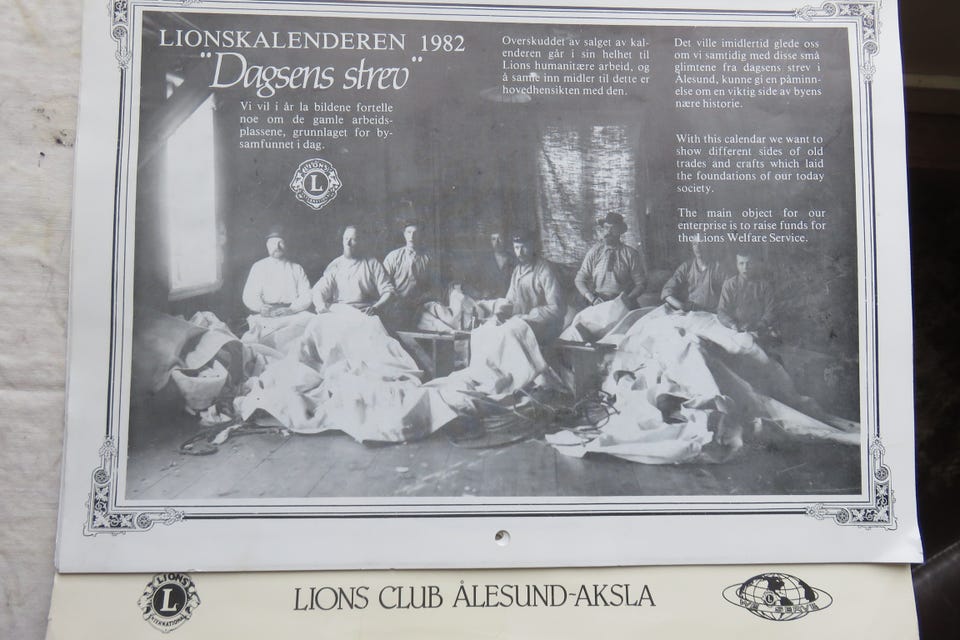 LIONSKALENDEREN 1982
"Dagsens strev"
Vi vil i år la bildene fortelle
noe om de gamle arbeids-
plassene, grunnlaget for by-
samfunnet i dag.
LIONS
L
INTERNATIONAL
Overskuddet av salget av kal-
enderen går i sin helhet til
Lions humanitære arbeid, og
å samle inn midler til dette er
hovedhensikten med den.
Det ville imidlertid glede oss
om vi samtidig med disse små
glimtene fra dagsens strev i
Ålesund, kunne gi en påminn-
else om en viktig side av byens
nære historie.
With this calendar we want to
show different sides of old
trades and crafts which laid
the foundations of our today
society.
The main object for our
enterprise is to raise funds for
the Lions Welfare Service.
LIONS
L
INTERNATIONAL
LIONS CLUB ÅLESUND-AKSLA
L
WE SERVE